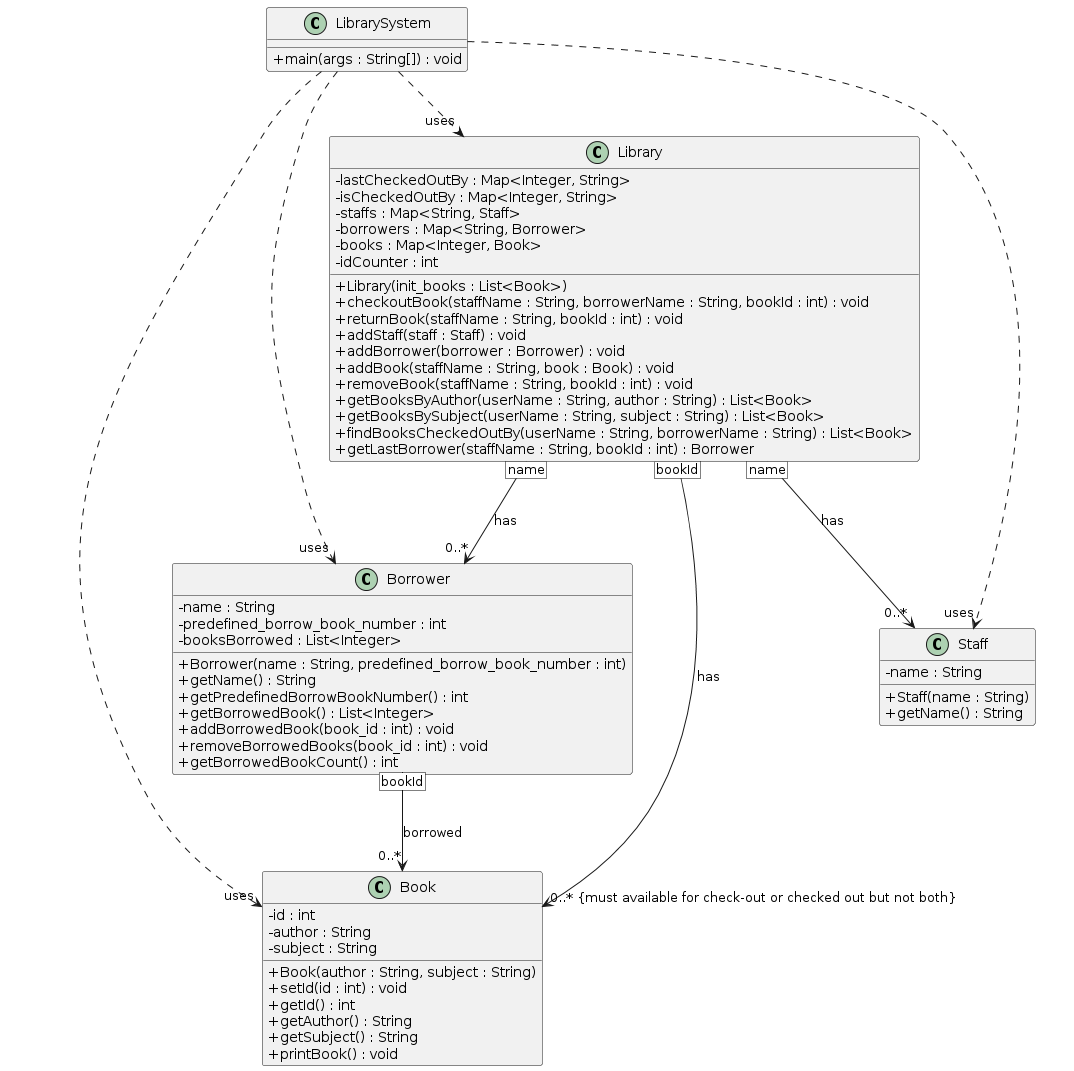 C LibrarySystem
+main(args : String[]) : void
uses
C Library
-lastCheckedOutBy : Map<Integer, String>
-isCheckedOutBy : Map<Integer, String>
-staffs : Map<String, Staff>
-borrowers : Map<String, Borrower>
-books : Map<Integer, Book>
-idCounter : int
+Library(init_books : List<Book>)
+checkoutBook(staffName : String, borrowerName : String, bookId : int) : void
+returnBook(staffName : String, bookId : int) : void
+addStaff(staff : Staff) : void
+addBorrower(borrower : Borrower) : void
+addBook(staffName : String, book : Book) : void
+removeBook(staffName : String, bookId : int) : void
+getBooksByAuthor(userName : String, author : String) : List<Book>
+getBooksBySubject(userName : String, subject : String) : List<Book>
+findBooksCheckedOutBy(userName : String, borrowerName : String) : List<Book>
+getLastBorrower(staffName : String, bookId : int) : Borrower
name
bookId
name
has
has
uses
0..*
C Borrower
-name : String
-predefined_borrow_book_number : int
-booksBorrowed : List<Integer>
+Borrower(name : String, predefined_borrow_book_number : int)
+getName() : String
+getPredefinedBorrowBookNumber() : int
+getBorrowedBook() : List<Integer>
+addBorrowedBook(book_id : int) : void
+removeBorrowedBooks(book_id : int) : void
+getBorrowedBookCount() : int
has
0..*
uses
C Staff
-name : String
+Staff(name : String)
+getName() : String
bookId
borrowed
0..*
uses
C Book
-id : int
-author : String
-subject : String
+Book(author : String, subject : String)
+setId(id : int) : void
+getId() : int
+getAuthor() : String
+getSubject() : String
+printBook() : void
0..* {must available for check-out or checked out but not both}